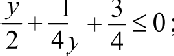 y/2 + 1/4y + 3/4 ≤ 0;